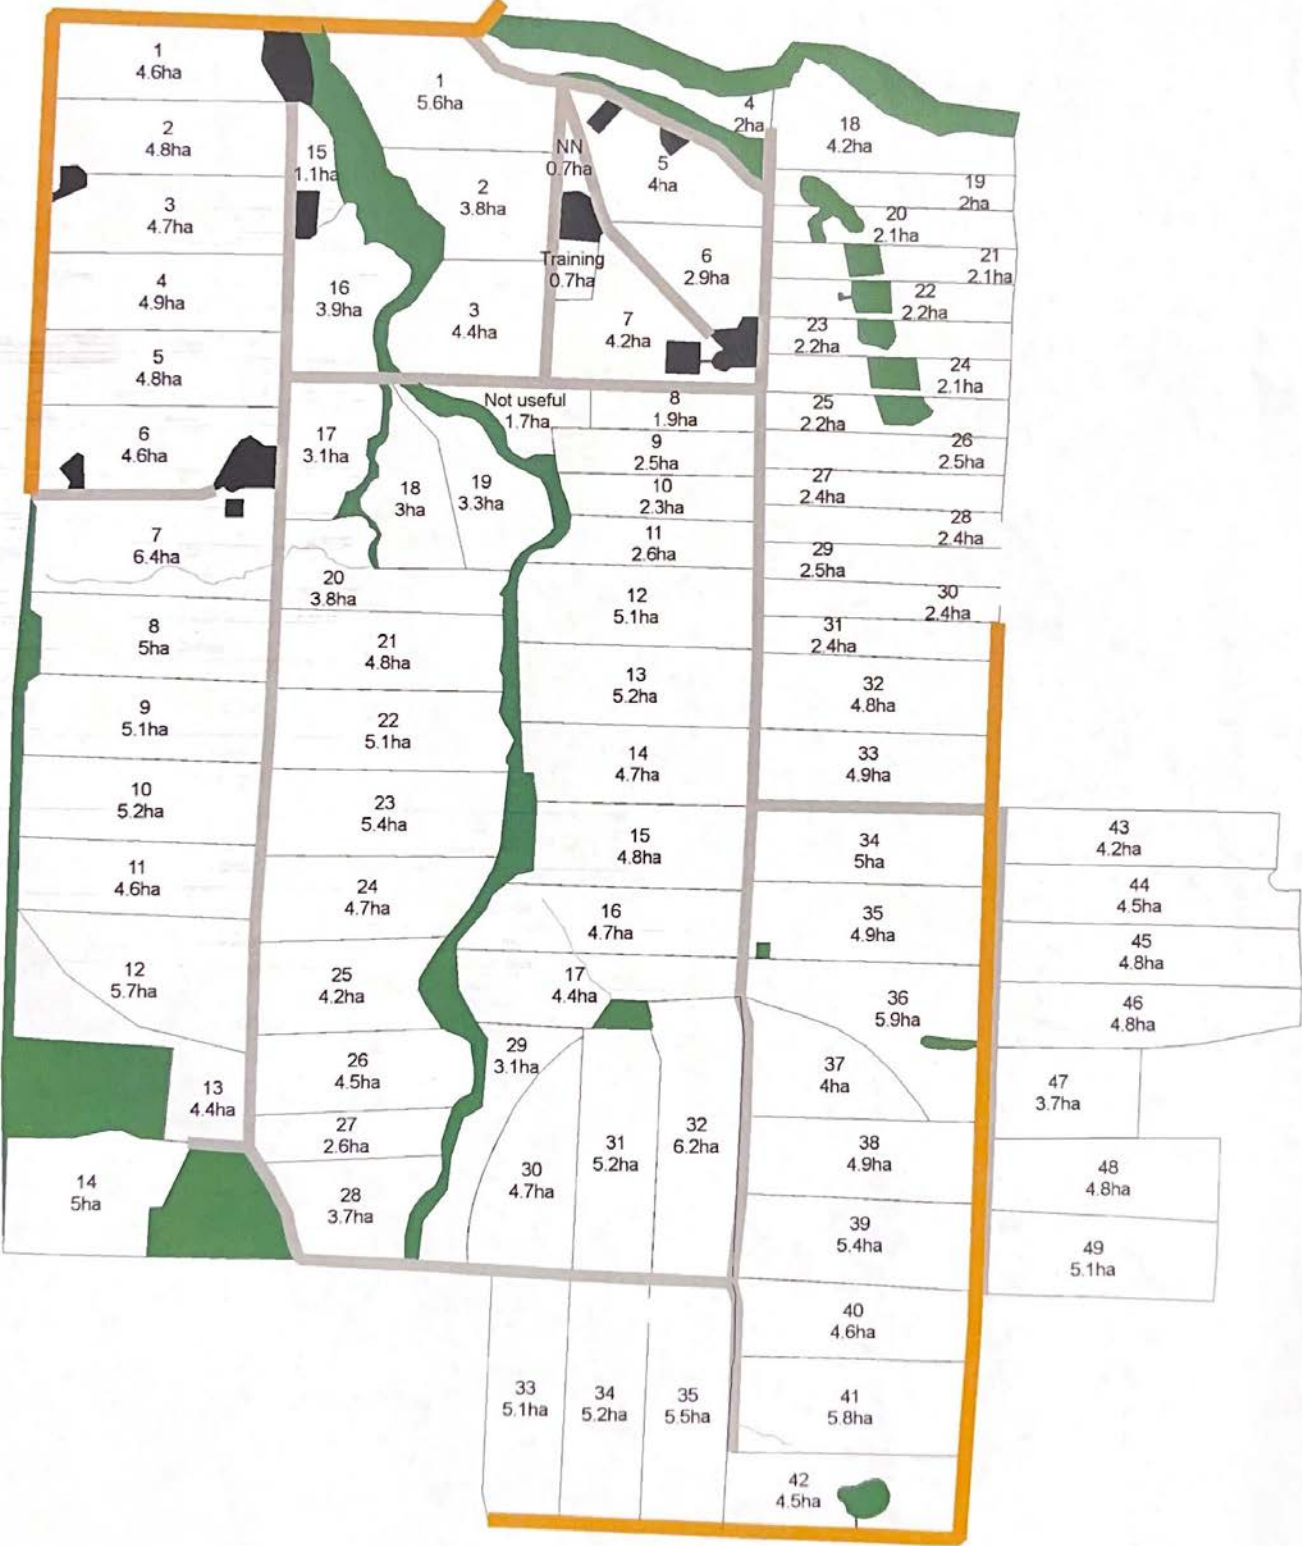 1
4.6ha
2
4.8ha
3
4.7ha
4
4.9ha
5
4.8ha
6
4.6ha
7
6.4ha
8
5ha
9
5.1ha
10
5.2ha
11
4.6ha
12
5.7ha
13
4.4ha
14
5ha
15
1.1ha
16
3.9ha
17
3.1ha
18
3ha
19
3.3ha
20
3.8ha
21
4.8ha
22
5.1ha
23
5.4ha
24
4.7ha
25
4.2ha
26
4.5ha
27
2.6ha
28
3.7ha
1
5.6ha
2
3.8ha
3
4.4ha
NN
0.7ha
Training
0.7ha
4
2ha
5
4ha
6
2.9ha
7
4.2ha
Not useful
1.7ha
8
1.9ha
9
2.5ha
10
2.3ha
11
2.6ha
12
5.1ha
13
5.2ha
14
4.7ha
15
4.8ha
16
4.7ha
17
4.4ha
29
3.1ha
30
4.7ha
31
5.2ha
32
6.2ha
33
5.1ha
34
5.2ha
35
5.5ha
18
4.2ha
19
2ha
20
2.1ha
21
2.1ha
22
2.2ha
23
2.2ha
24
2.1ha
25
2.2ha
26
2.5ha
27
2.4ha
28
2.4ha
29
2.5ha
30
2.4ha
31
2.4ha
32
4.8ha
33
4.9ha
34
5ha
35
4.9ha
36
5.9ha
37
4ha
38
4.9ha
39
5.4ha
40
4.6ha
41
5.8ha
42
4.5ha
43
4.2ha
44
4.5ha
45
4.8ha
46
4.8ha
47
3.7ha
48
4.8ha
49
5.1ha